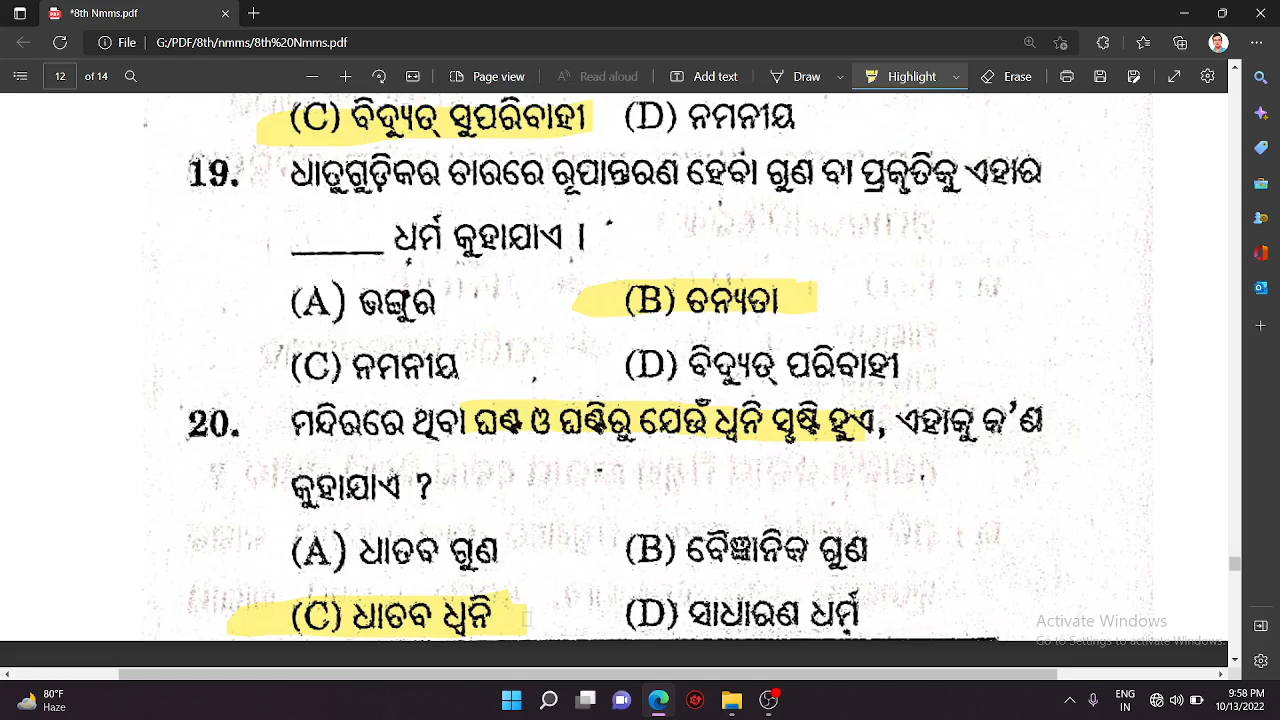 *8th Nmms.pdf
File G:/PDF/8th/nmms/8th%20Nmms.pdf
12 of 14 Page view Read aloud Add text Draw Highlight Erase
(C) ବିଦ୍ୟୁତ୍ ସୁପରିବାହୀ (D) ନମନୀୟ
19. ଧାତୁଗୁଡ଼ିକର ତାରରେ ରୂପାନ୍ତରଣ ହେବା ଗୁଣ ବା ପ୍ରକୃତିକୁ ଏହାର
_____ ଧର୍ମ କୁହାଯାଏ ।
(A) ଭଙ୍ଗୁର (B) ତନ୍ୟତା
(C) ନମନୀୟ (D) ବିଦ୍ୟୁତ୍ ପରିବାହୀ
20. ମନ୍ଦିରରେ ଥିବା ଘଣ୍ଟ ଓ ଘଣ୍ଟିରୁ ଯେଉଁ ଧ୍ୱନି ସୃଷ୍ଟି ହୁଏ, ଏହାକୁ କ'ଣ
କୁହାଯାଏ ?
(A) ଧାତବ ଗୁଣ (B) ବୈଜ୍ଞାନିକ ଗୁଣ
(C) ଧାତବ ଧ୍ୱନି (D) ସାଧାରଣ ଧର୍ମ
Activate Windows
Go to Settings to activate Windows.
80°F
Haze
ENG
IN
9:58 PM
10/13/2022